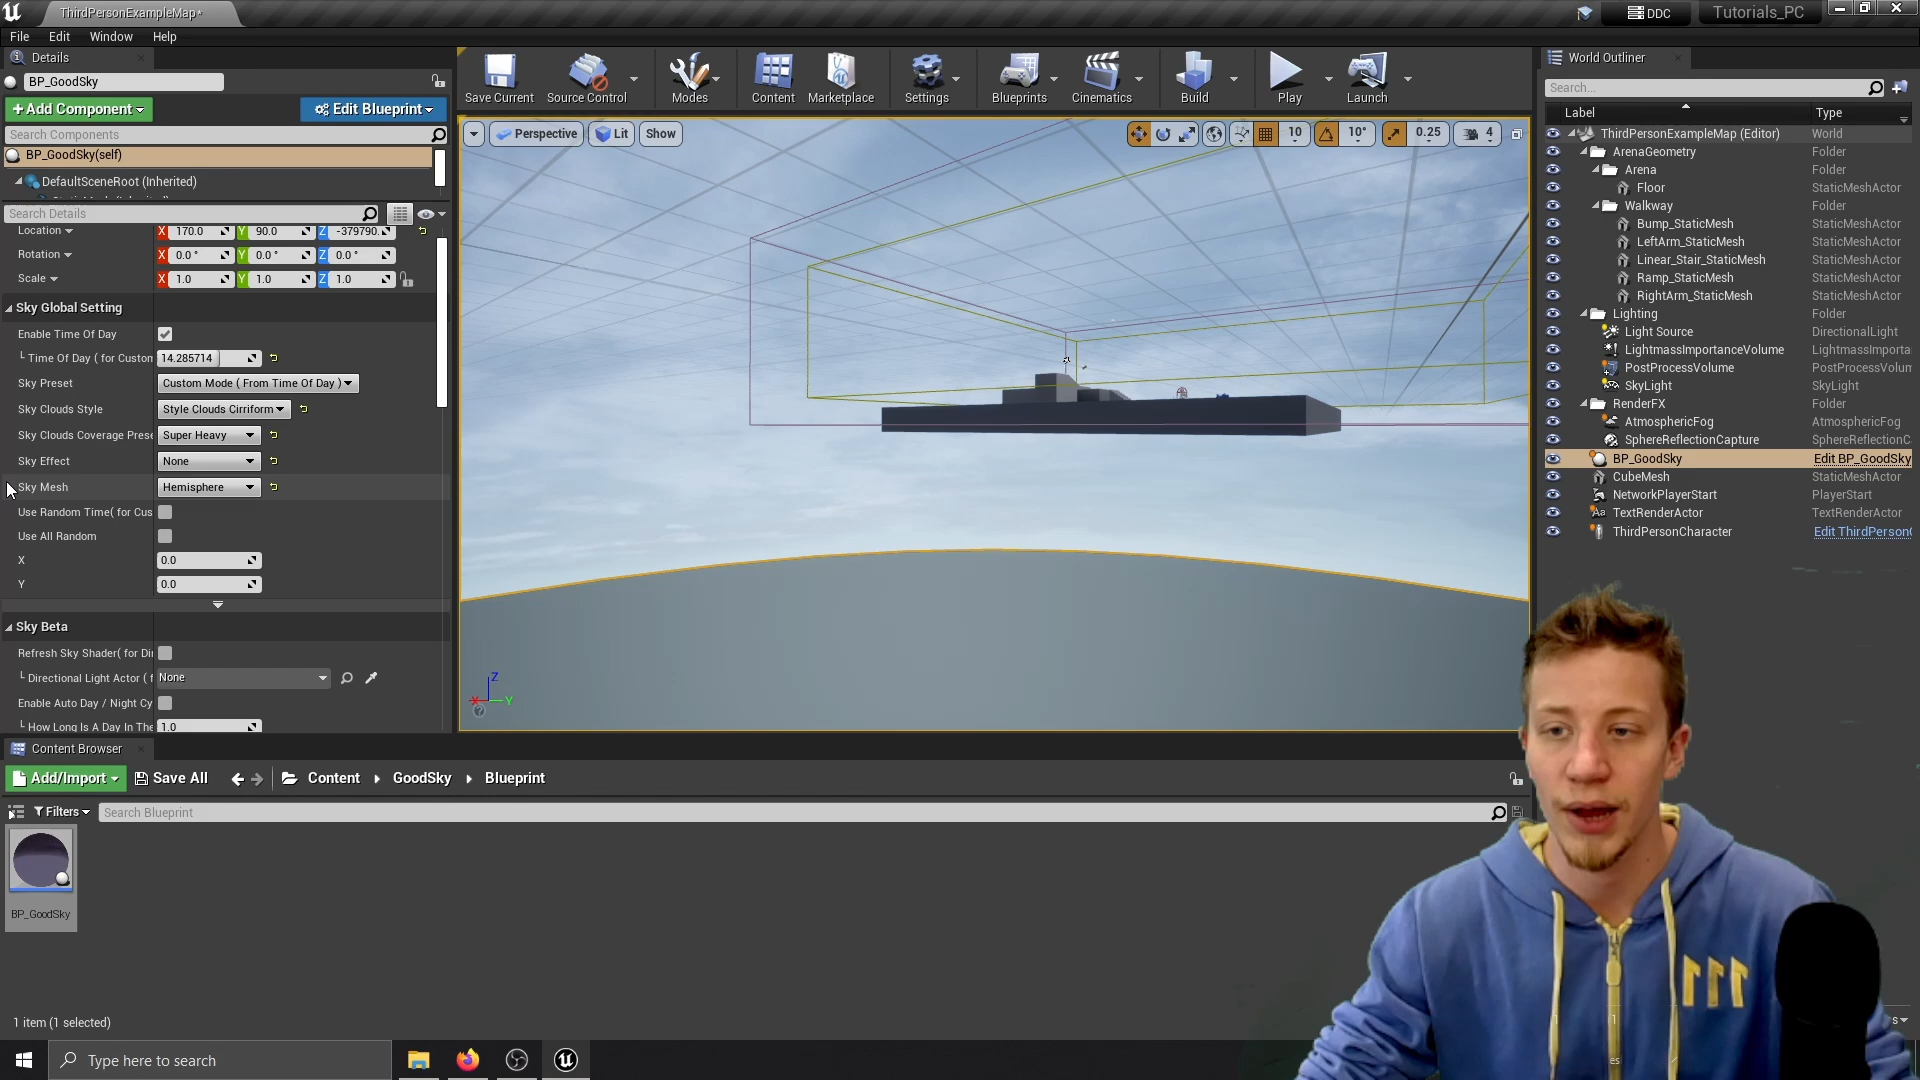 ThirdPersonExampleMap*
DDC
Tutorials_PC
File Edit Window Help
Details
BP_GoodSky
+Add Component
Edit Blueprint
Search Components
BP_GoodSky(self)
DefaultSceneRoot (Inherited)
Search Details
Location X 170.0 Y 90.0 Z -379790.
Rotation X 0.0 ° Y 0.0 ° Z 0.0 °
Scale X 1.0 Y 1.0 Z 1.0
Sky Global Setting
Enable Time Of Day
Time Of Day ( for Custom 14.285714
Sky Preset Custom Mode ( From Time Of Day )
Sky Clouds Style Style Clouds Cirriform
Sky Clouds Coverage Prese Super Heavy
Sky Effect None
Sky Mesh Hemisphere
Use Random Time( for Cus
Use All Random
X 0.0
Y 0.0
Sky Beta
Refresh Sky Shader( for Di
Directional Light Actor ( f None
Enable Auto Day / Night Cy
How Long Is A Day In The 1.0
Save Current Source Control Modes Content Marketplace Settings Blueprints Cinematics Build Play Launch
Perspective Lit Show 10 10° 0.25 4
Z
X Y
World Outliner
Search...
Label Type
ThirdPersonExampleMap (Editor) World
ArenaGeometry Folder
Arena Folder
Floor StaticMeshActor
Walkway Folder
Bump_StaticMesh StaticMeshActor
LeftArm_StaticMesh StaticMeshActor
Linear_Stair_StaticMesh StaticMeshActor
Ramp_StaticMesh StaticMeshActor
RightArm_StaticMesh StaticMeshActor
Lighting Folder
Light Source DirectionalLight
LightmassImportanceVolume LightmassImporta
PostProcessVolume PostProcessVolum
SkyLight SkyLight
RenderFX Folder
AtmosphericFog AtmosphericFog
SphereReflectionCapture SphereReflectionC
BP_GoodSky Edit BP_GoodSky
CubeMesh StaticMeshActor
NetworkPlayerStart PlayerStart
TextRenderActor TextRenderActor
ThirdPersonCharacter Edit ThirdPerson
Content Browser
Add/Import Save All Content GoodSky Blueprint
Filters Search Blueprint
BP_GoodSky
1 item (1 selected)
Type here to search